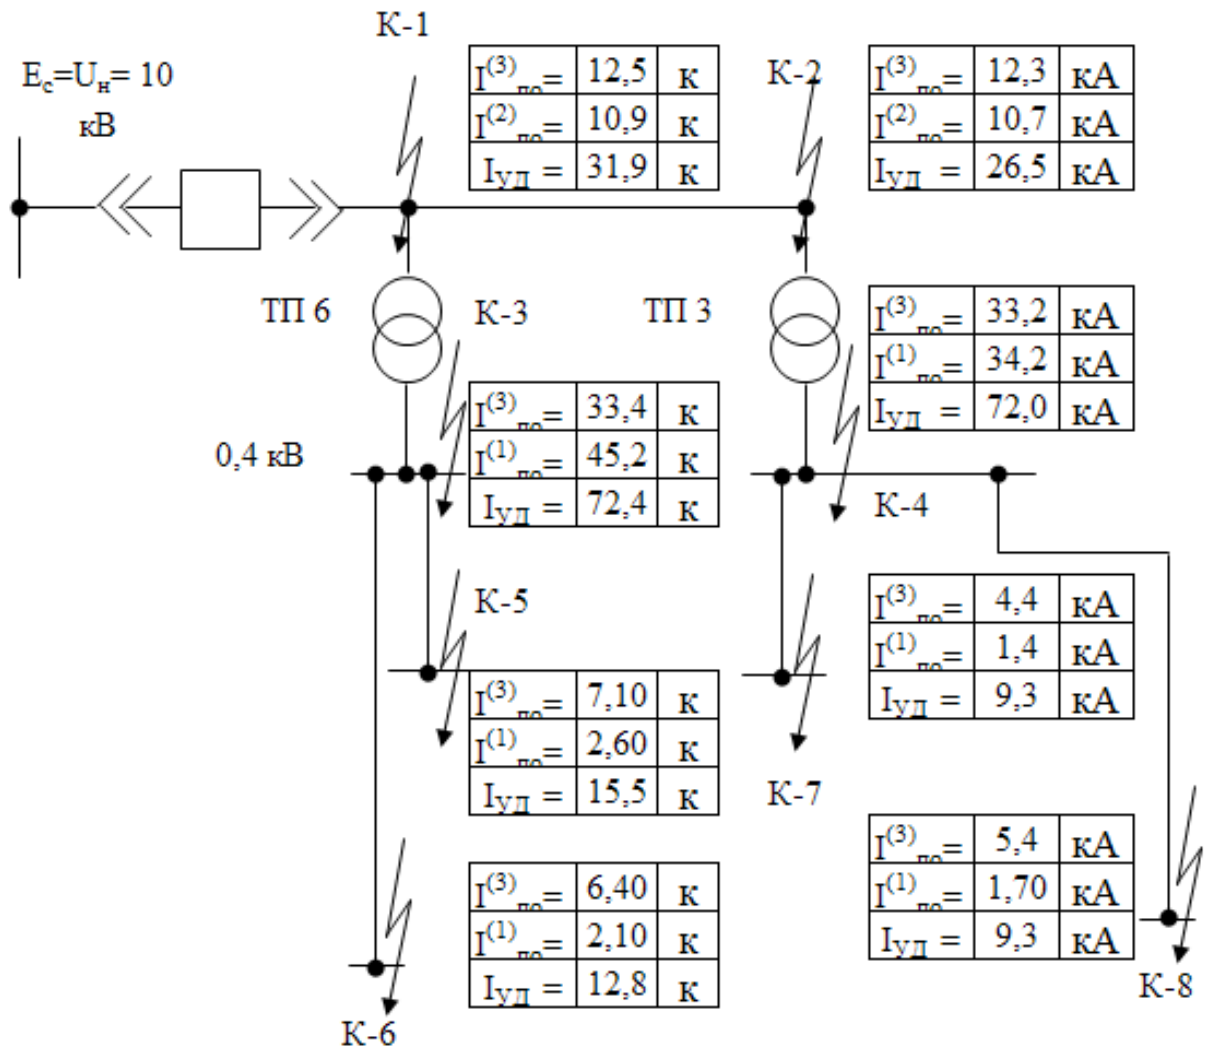 К-1
Eс=Uн= 10
кВ
I(3)по= 12,5 к
I(2)по= 10,9 к
Iуд = 31,9 к
К-2
I(3)по= 12,3 кА
I(2)по= 10,7 кА
Iуд = 26,5 кА
ТП 6
К-3
ТП 3
I(3)по= 33,2 кА
I(1)по= 34,2 кА
Iуд = 72,0 кА
0,4 кВ
I(3)по= 33,4 к
I(1)по= 45,2 к
Iуд = 72,4 к
К-4
К-5
I(3)по= 4,4 кА
I(1)по= 1,4 кА
Iуд = 9,3 кА
I(3)по= 7,10 к
I(1)по= 2,60 к
Iуд = 15,5 к
К-7
I(3)по= 5,4 кА
I(1)по= 1,70 кА
Iуд = 9,3 кА
I(3)по= 6,40 к
I(1)по= 2,10 к
Iуд = 12,8 к
К-8
К-6